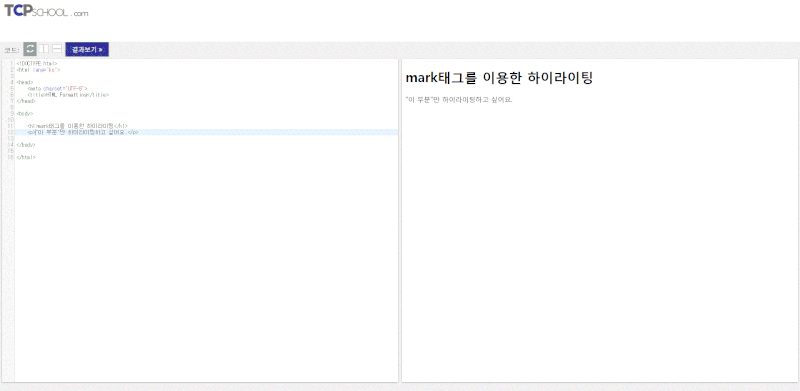 TCPSCHOOL.com
코드:
결과보기 »
1 <!DOCTYPE html>
2 <html lang="ko">
3
4 <head>
5 <meta charset="UTF-8">
6 <title>HTML Formatting</title>
7 </head>
8
9 <body>
10
11 <h1>mark태그를 이용한 하이라이팅</h1>
12 <p>"이 부분"만 하이라이팅하고 싶어요.</p>
13
14 </body>
15
16 </html>
mark태그를 이용한 하이라이팅
"이 부분"만 하이라이팅하고 싶어요.